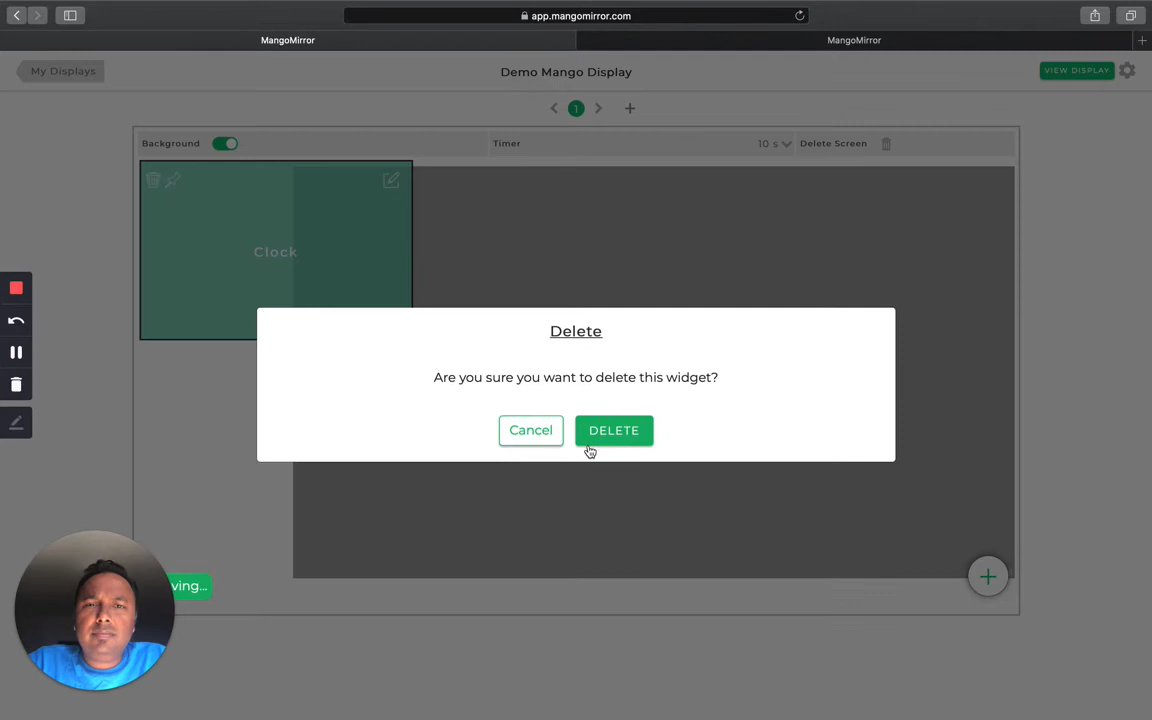 app.mangomirror.com
MangoMirror
MangoMirror
My Displays
Demo Mango Display
VIEW DISPLAY
1
Background
Timer
10 s
Delete Screen
Clock
Delete
Are you sure you want to delete this widget?
Cancel
DELETE
ving...